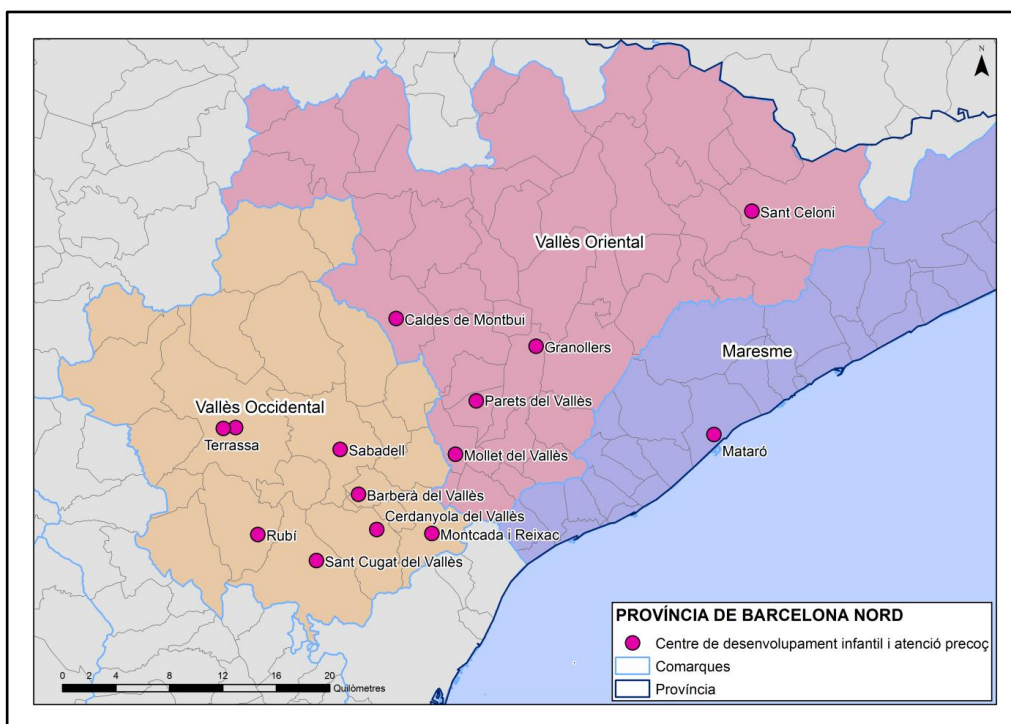 N
Sant Celoni
Vallès Oriental
Caldes de Montbui
Granollers
Maresme
Parets del Vallès
Vallès Occidental
Terrassa
Sabadell
Mollet del Vallès
Mataró
Barberà del Vallès
Cerdanyola del Vallès
Rubí
Montcada i Reixac
Sant Cugat del Vallès
PROVÍNCIA DE BARCELONA NORD
Centre de desenvolupament infantil i atenció precoç
Comarques
Província
0 2 4 8 12 16 20
Quilòmetres